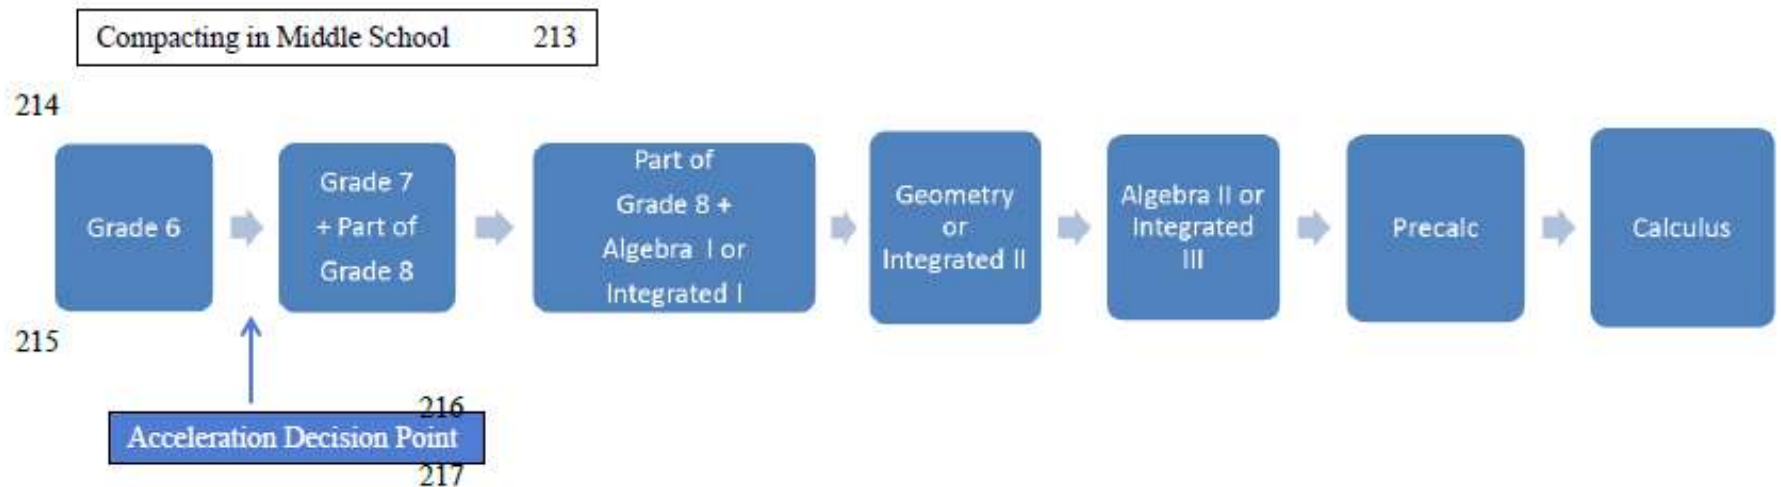 Compacting in Middle School 213
214
Grade 6
Grade 7
+ Part of
Grade 8
Part of
Grade 8 +
Algebra I or
Integrated I
Geometry
or
Integrated II
Algebra II or
Integrated
III
Precalc
Calculus
215
216
Acceleration Decision Point
217